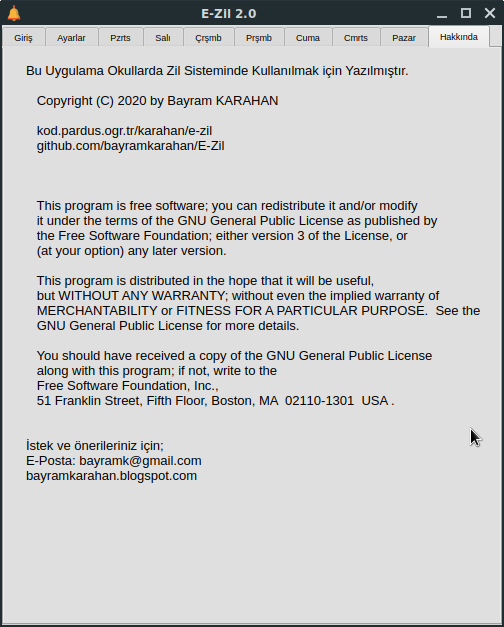 E-Zil 2.0
Giriş Ayarlar Pzrts Salı Çrşmb Prşmb Cuma Cmrts Pazar Hakkında
Bu Uygulama Okullarda Zil Sisteminde Kullanılmak için Yazılmıştır.
Copyright (C) 2020 by Bayram KARAHAN
kod.pardus.ogr.tr/karahan/e-zil
github.com/bayramkarahan/E-Zil
This program is free software; you can redistribute it and/or modify
it under the terms of the GNU General Public License as published by
the Free Software Foundation; either version 3 of the License, or
(at your option) any later version.
This program is distributed in the hope that it will be useful,
but WITHOUT ANY WARRANTY; without even the implied warranty of
MERCHANTABILITY or FITNESS FOR A PARTICULAR PURPOSE.  See the
GNU General Public License for more details.
You should have received a copy of the GNU General Public License
along with this program; if not, write to the
Free Software Foundation, Inc.,
51 Franklin Street, Fifth Floor, Boston, MA  02110-1301  USA .
İstek ve önerileriniz için;
E-Posta: bayramk@gmail.com
bayramkarahan.blogspot.com